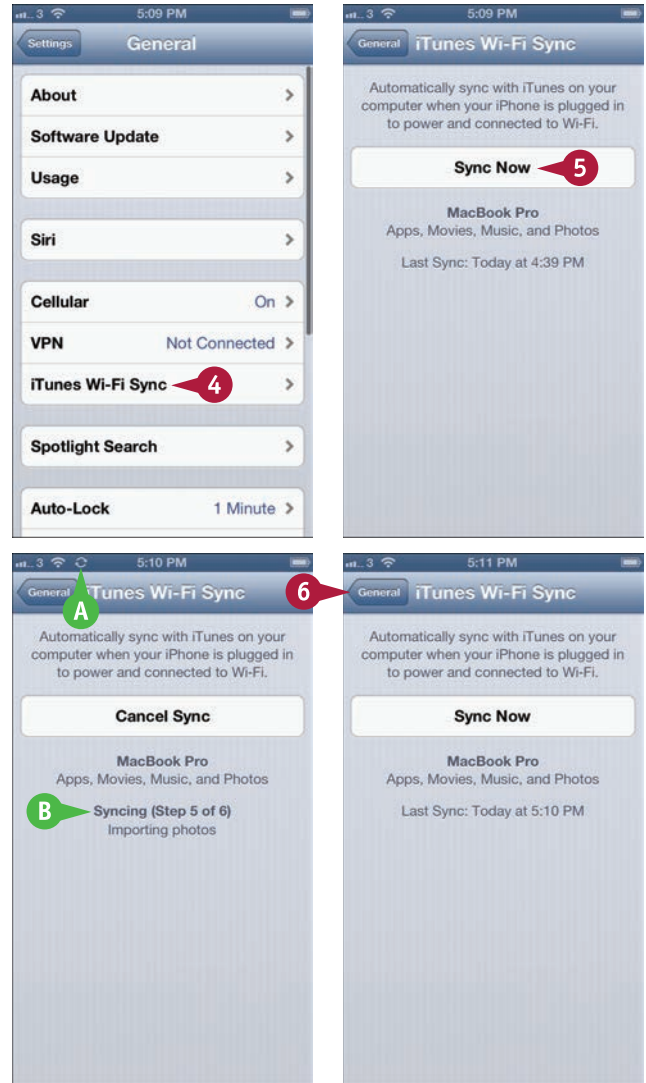 3 5:09 PM
Settings General
About
Software Update
Usage
Siri
Cellular On
VPN Not Connected
iTunes Wi-Fi Sync 4
Spotlight Search
Auto-Lock 1 Minute
3 5:09 PM
General iTunes Wi-Fi Sync
Automatically sync with iTunes on your
computer when your iPhone is plugged in
to power and connected to Wi-Fi.
Sync Now 5
MacBook Pro
Apps, Movies, Music, and Photos
Last Sync: Today at 4:39 PM
3 5:10 PM
General iTunes Wi-Fi Sync
A
Automatically sync with iTunes on your
computer when your iPhone is plugged in
to power and connected to Wi-Fi.
Cancel Sync
MacBook Pro
Apps, Movies, Music, and Photos
B Syncing (Step 5 of 6)
Importing photos
3 5:11 PM
6 General iTunes Wi-Fi Sync
Automatically sync with iTunes on your
computer when your iPhone is plugged in
to power and connected to Wi-Fi.
Sync Now
MacBook Pro
Apps, Movies, Music, and Photos
Last Sync: Today at 5:10 PM